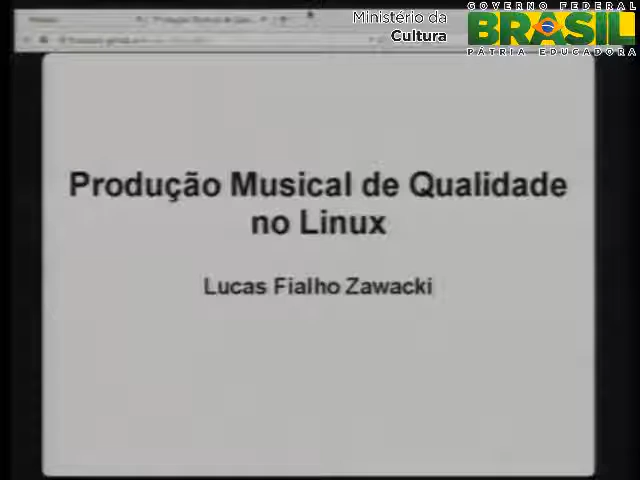 Ministério da
Cultura
GOVERNO FEDERAL
BRASIL
PÁTRIA EDUCADORA
Produção Musical de Qualidade
no Linux
Lucas Fialho Zawacki